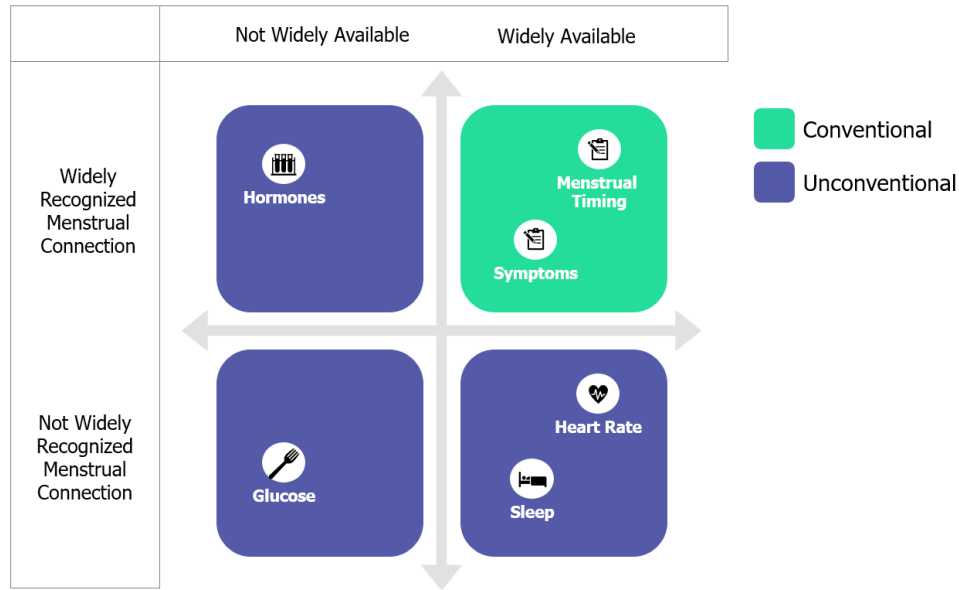 Not Widely Available
Widely Available
Widely
Recognized
Menstrual
Connection
Hormones
Menstrual
Timing
Symptoms
Conventional
Unconventional
Not Widely
Recognized
Menstrual
Connection
Glucose
Heart Rate
Sleep